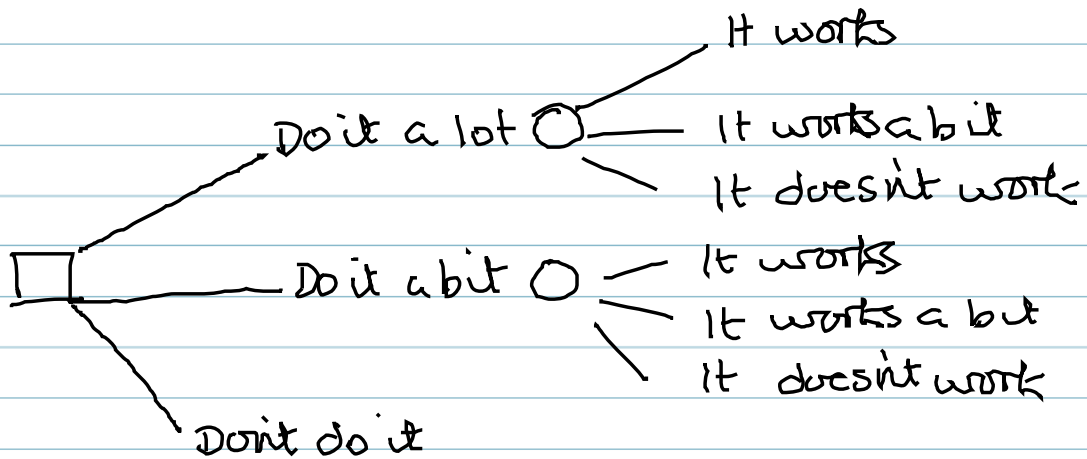 It works
Do it a lot
It works a bit
It doesn't work
Do it a bit
It works
It works a but
It doesn't work
Don't do it